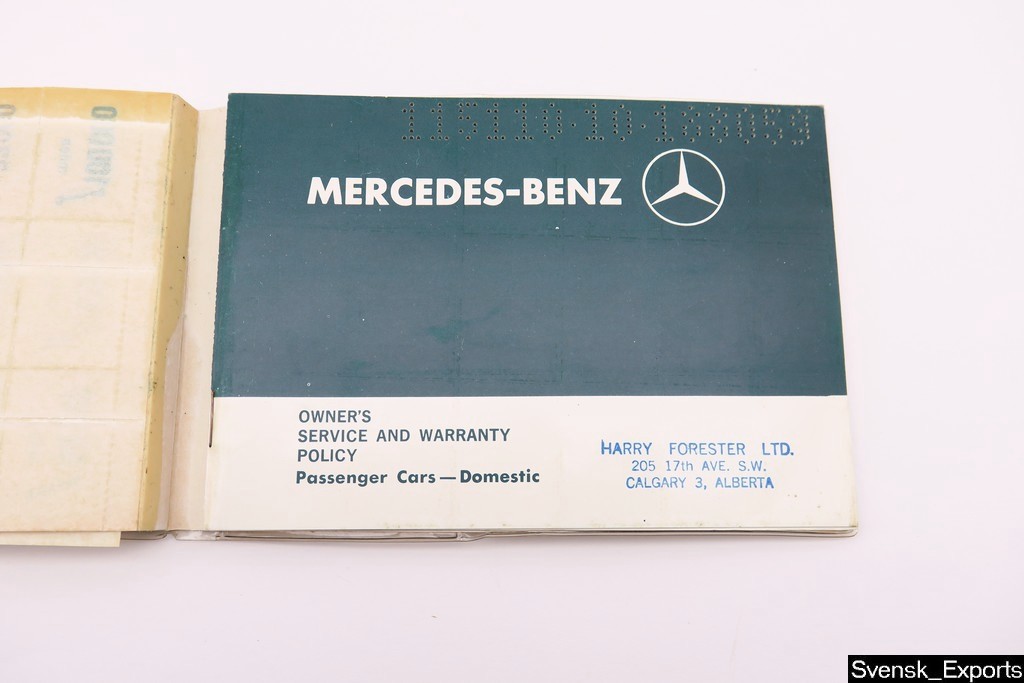 115110-10-188059
MERCEDES-BENZ
OWNER'S
SERVICE AND WARRANTY
POLICY
Passenger Cars—Domestic
HARRY FORESTER LTD.
205 17th AVE. S.W.
CALGARY 3, ALBERTA
Svensk_Exports